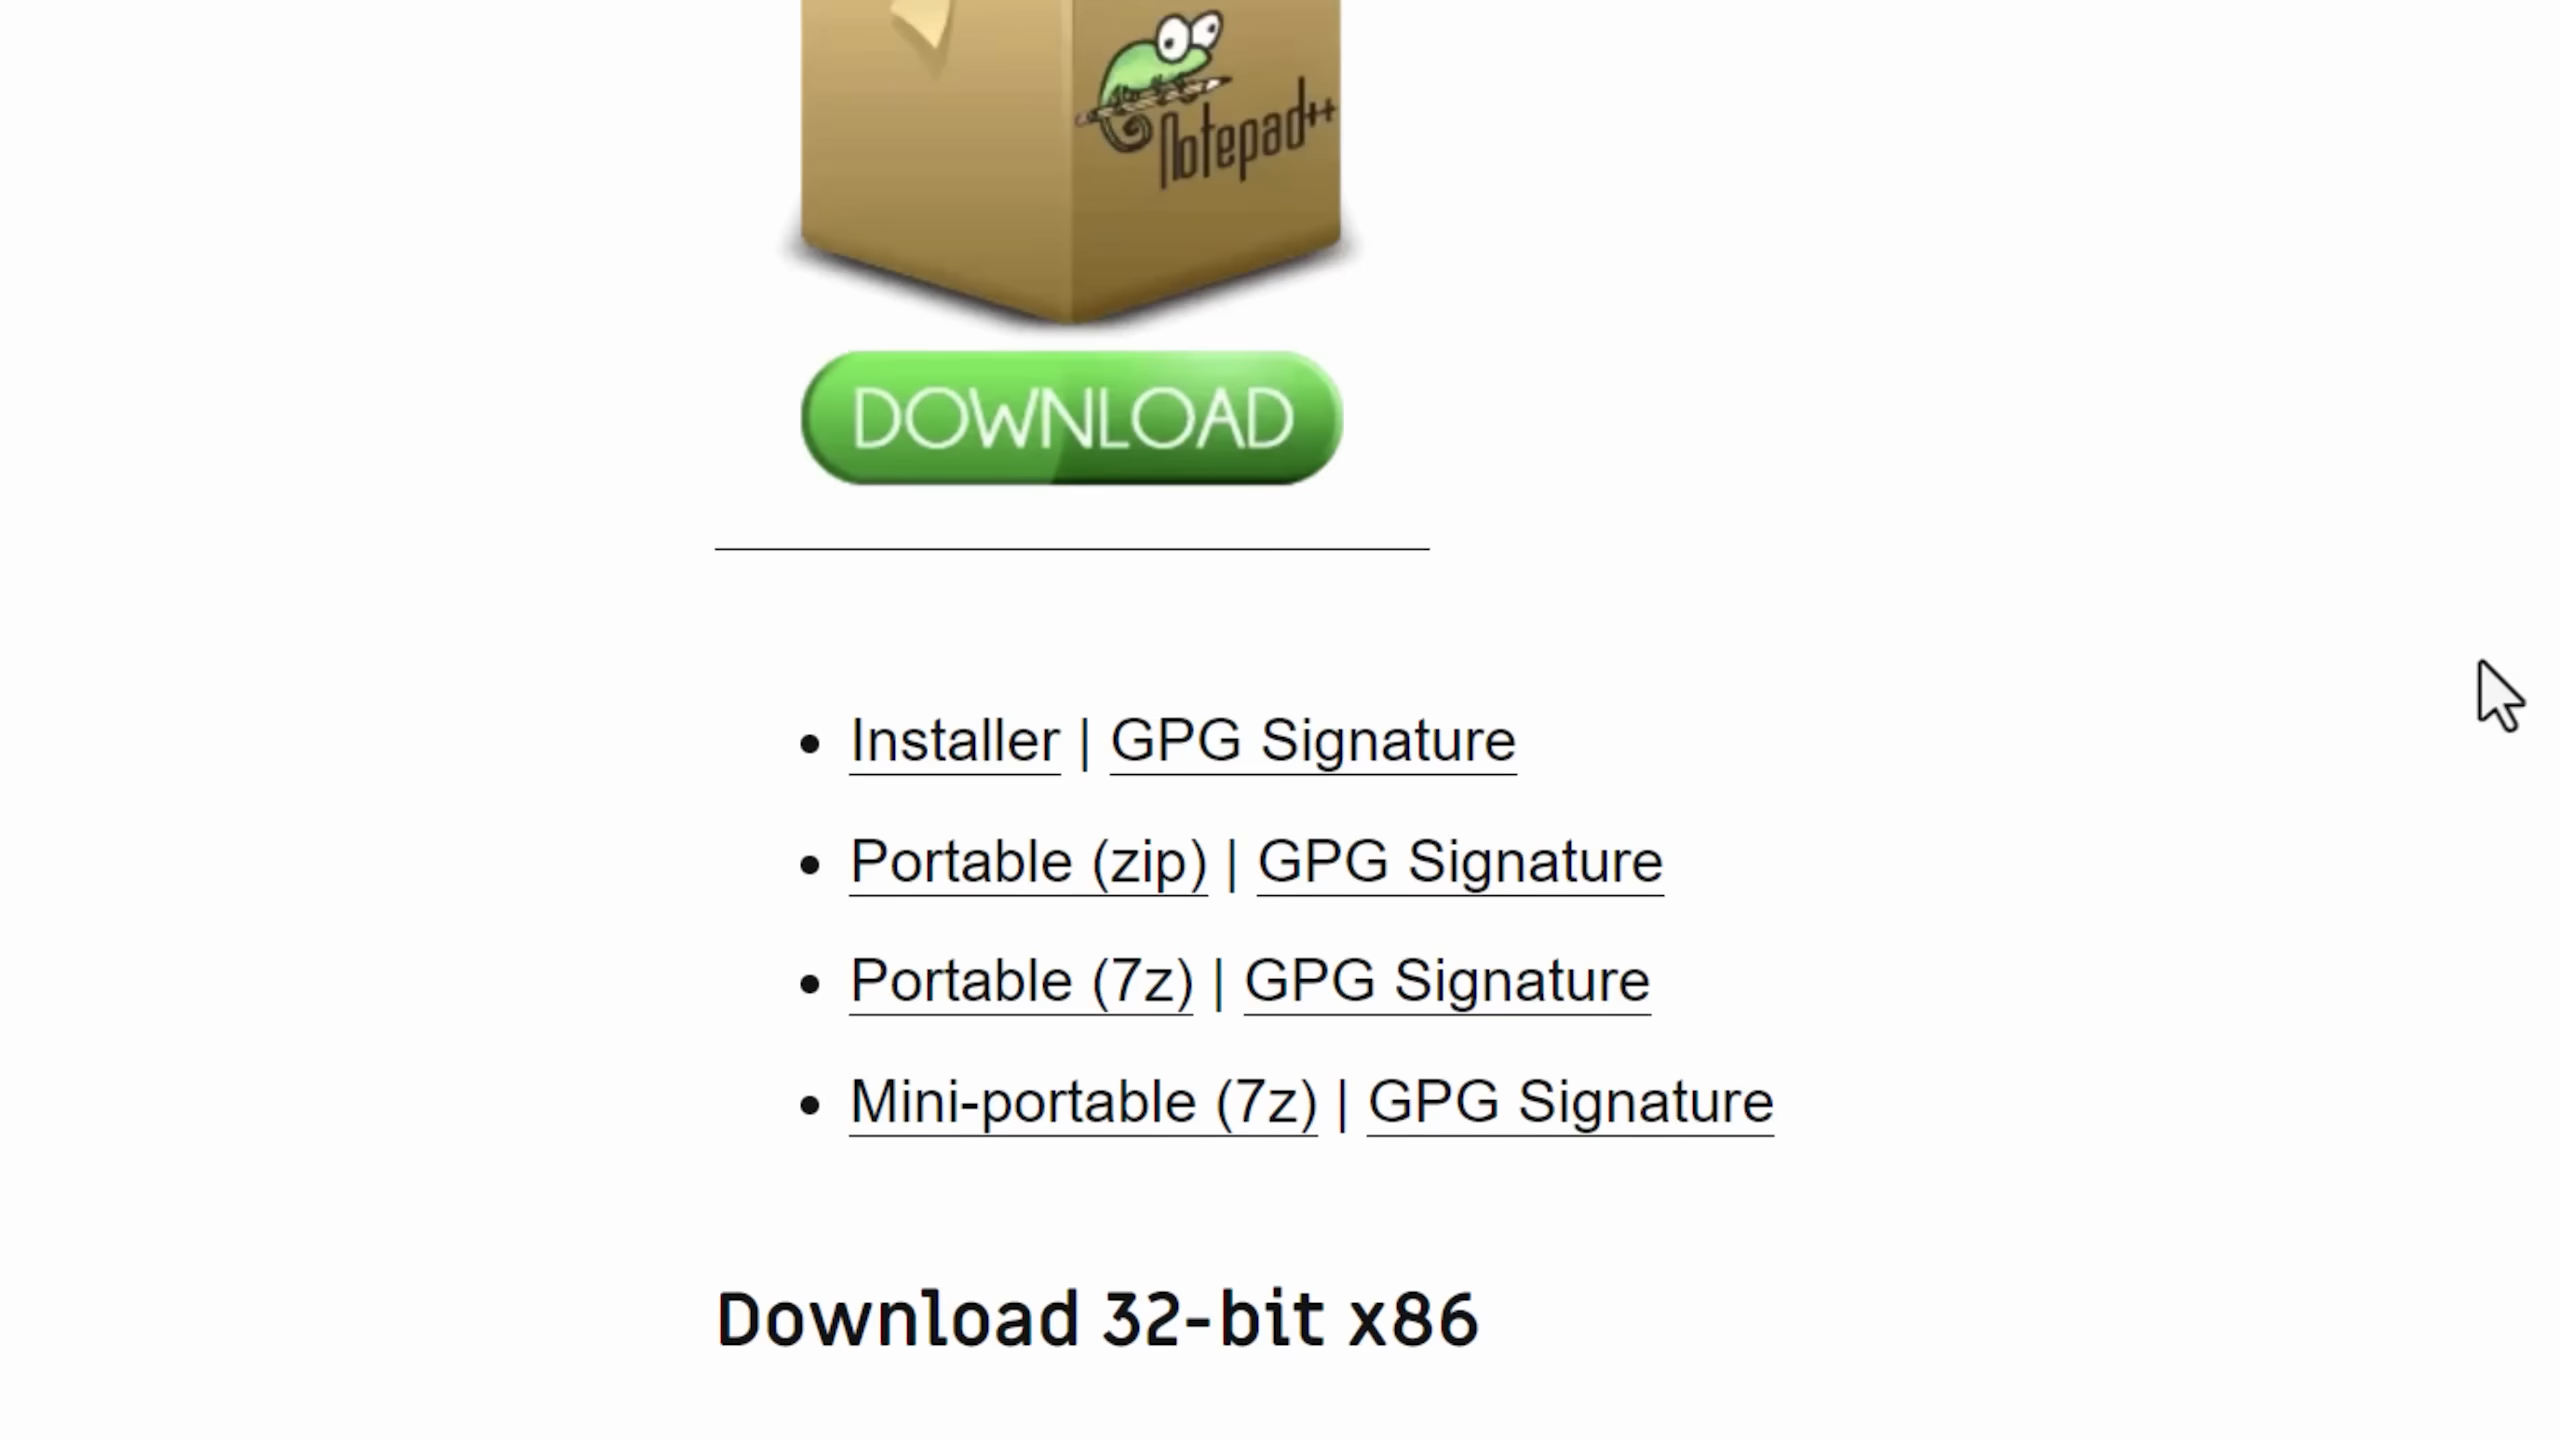 Notepad++
DOWNLOAD
Installer | GPG Signature
Portable (zip) | GPG Signature
Portable (7z) | GPG Signature
Mini-portable (7z) | GPG Signature
Download 32-bit x86